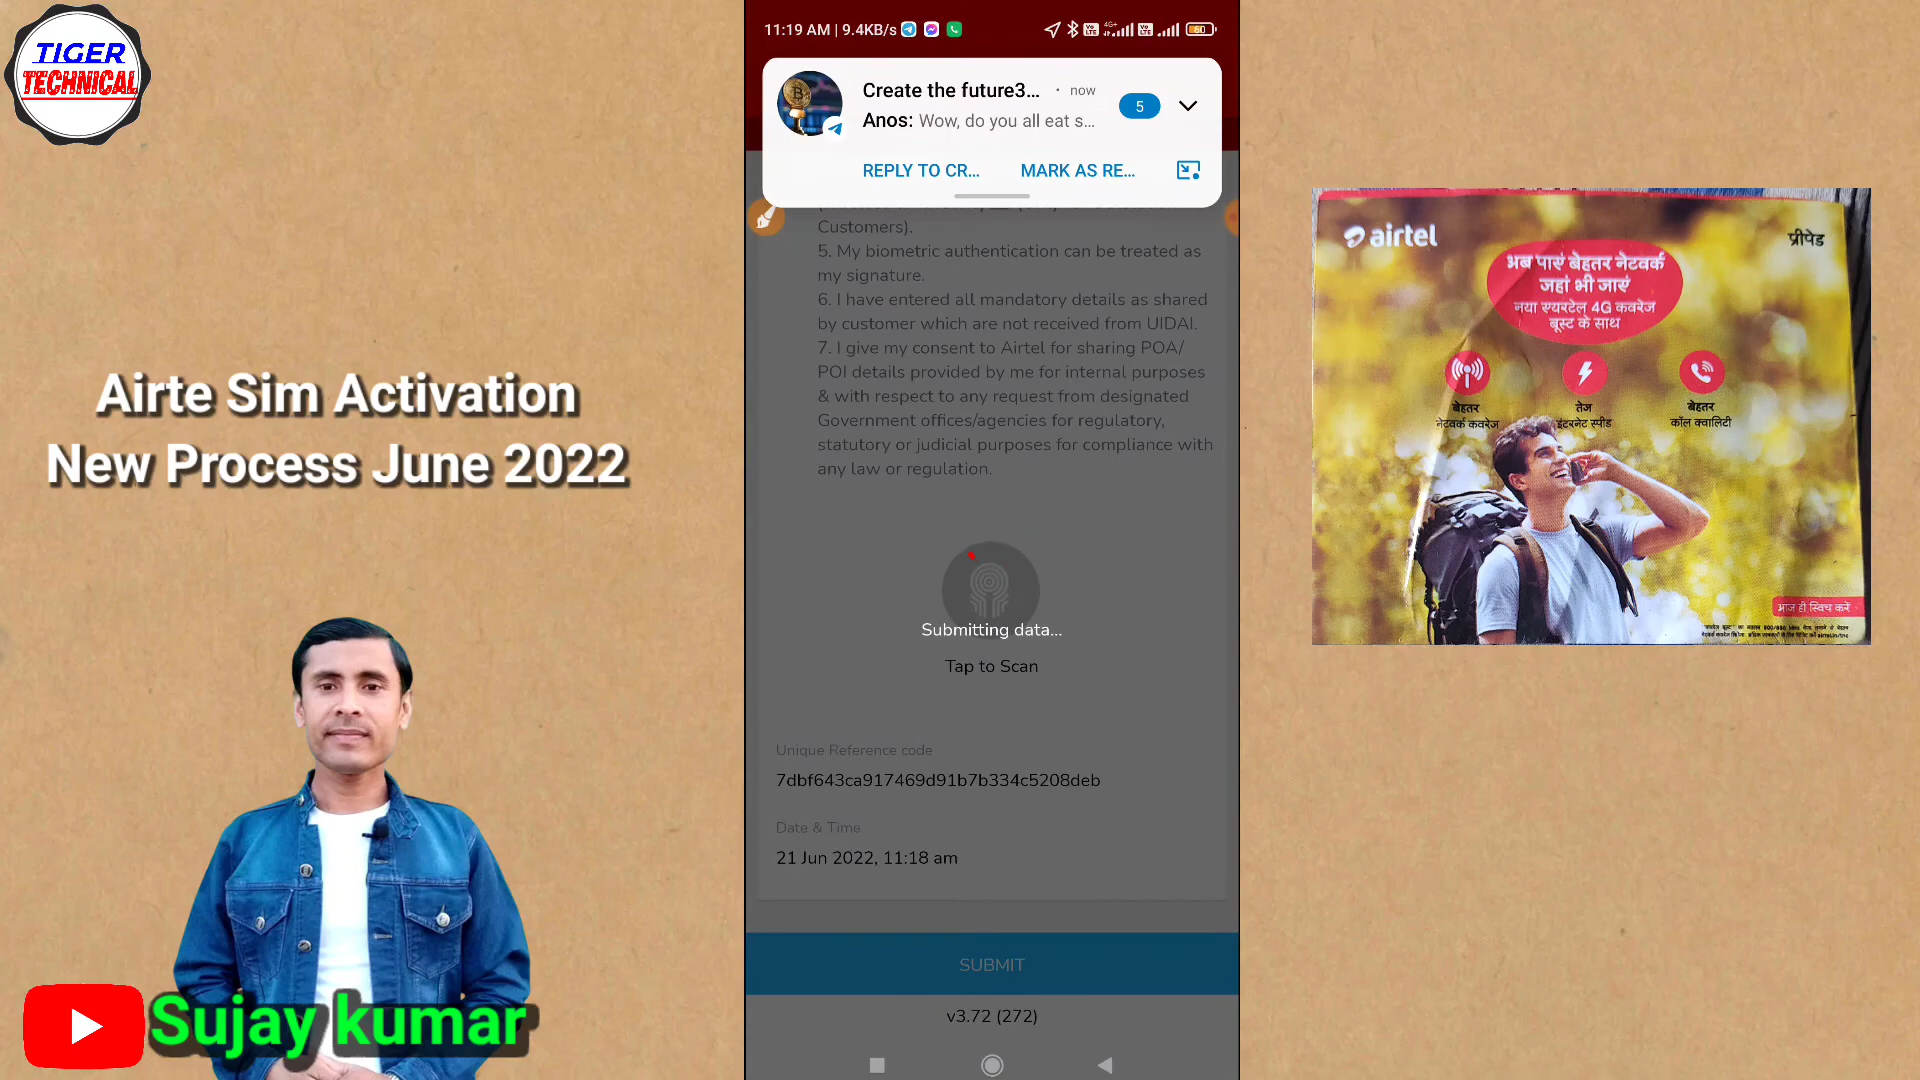 TIGER
TECHNICAL
Airte Sim Activation
New Process June 2022
Sujay kumar
11:19 AM | 9.4KB/s
4G+
60
Create the future3... · now
5
Anos: Wow, do you all eat s...
REPLY TO CR...
MARK AS RE...
Customers).
5. My biometric authentication can be treated as
my signature.
6. I have entered all mandatory details as shared
by customer which are not received from UIDAI.
7. I give my consent to Airtel for sharing POA/
POI details provided by me for internal purposes
& with respect to any request from designated
Government offices/agencies for regulatory,
statutory or judicial purposes for compliance with
any law or regulation.
Submitting data...
Tap to Scan
Unique Reference code
7dbf643ca917469d91b7b334c5208deb
Date & Time
21 Jun 2022, 11:18 am
SUBMIT
v3.72 (272)
airtel
प्रीपेड
अब पाएं बेहतर नेटवर्क
जहां भी जाएं
नया एयरटेल 4G कवरेज
बूस्ट के साथ
बेहतर
नेटवर्क कवरेज
तेज
इंटरनेट स्पीड
बेहतर
कॉल क्वालिटी
आज ही स्विच करें